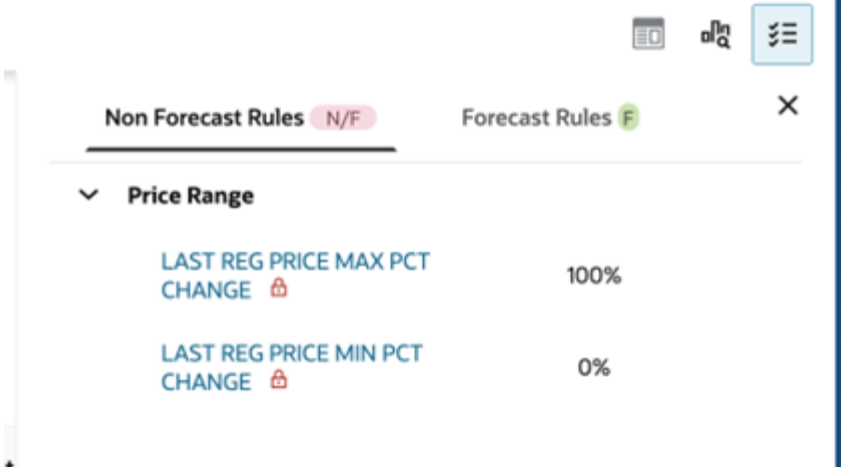 Non Forecast Rules N/F
Forecast Rules F
Price Range
LAST REG PRICE MAX PCT
CHANGE
100%
LAST REG PRICE MIN PCT
CHANGE
0%